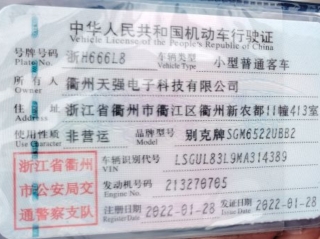 中华人民共和国机动车行驶证
Vehicle License of the People's Republic of China
号牌号码 浙H666L8 车辆类型 小型普通客车
Plate No. Vehicle Type
所有人 衢州天强电子科技有限公司
Owner
住址 浙江省衢州市衢江区衢州新农都11幢413室
Address
使用性质 非营运 品牌型号 别克牌SGM6522UBB2
Use Character Model
浙江省衢州市公安局交通警察支队
车辆识别代号 LSGUL83L9MA314389
VIN
发动机号码 213270705
Engine No.
注册日期 2022-01-28 发证日期 2022-01-28
Register Date Issue Date